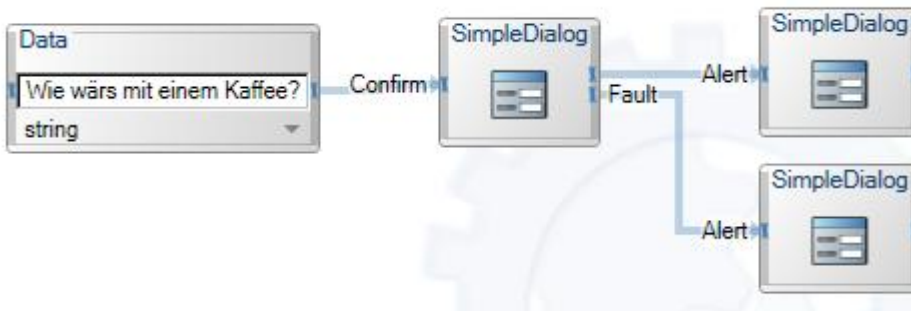 Data
Wie wärs mit einem Kaffee?
string
Confirm
SimpleDialog
Fault
Alert
SimpleDialog
Alert
SimpleDialog